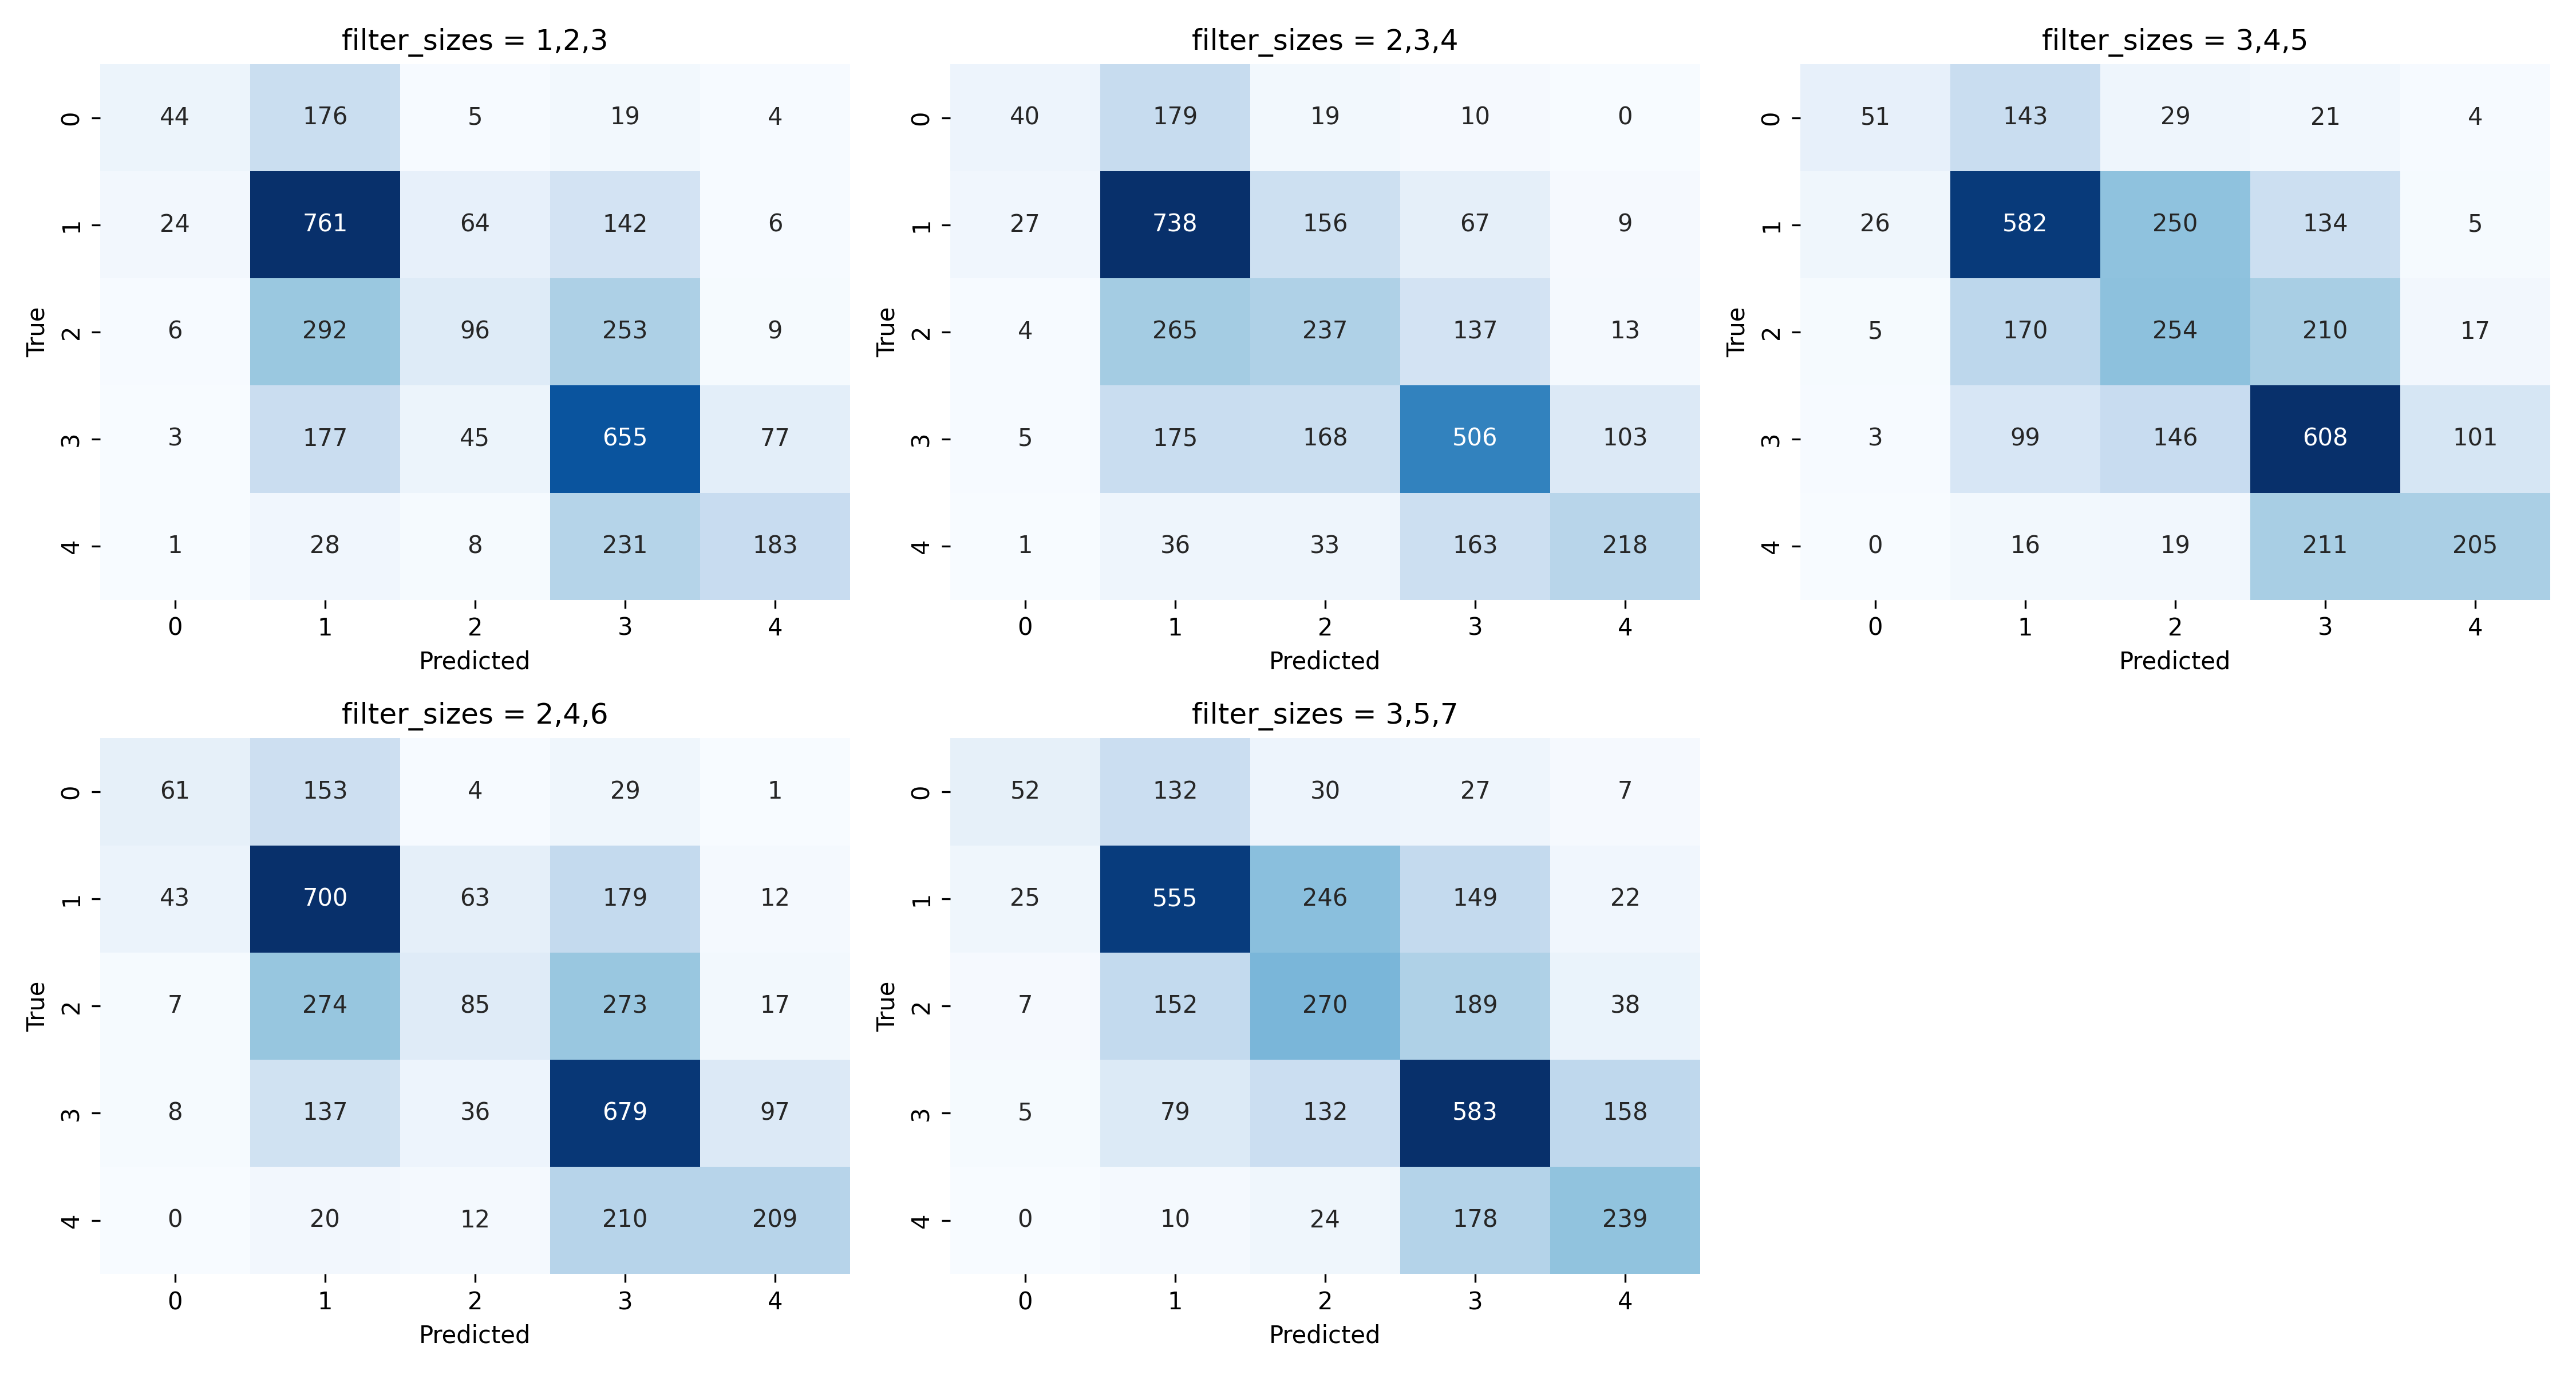 filter_sizes = 1,2,3
0 44 176 5 19 4
1 24 761 64 142 6
2 6 292 96 253 9
3 3 177 45 655 77
4 1 28 8 231 183
0 1 2 3 4
True
Predicted
filter_sizes = 2,3,4
0 40 179 19 10 0
1 27 738 156 67 9
2 4 265 237 137 13
3 5 175 168 506 103
4 1 36 33 163 218
0 1 2 3 4
True
Predicted
filter_sizes = 3,4,5
0 51 143 29 21 4
1 26 582 250 134 5
2 5 170 254 210 17
3 3 99 146 608 101
4 0 16 19 211 205
0 1 2 3 4
True
Predicted
filter_sizes = 2,4,6
0 61 153 4 29 1
1 43 700 63 179 12
2 7 274 85 273 17
3 8 137 36 679 97
4 0 20 12 210 209
0 1 2 3 4
True
Predicted
filter_sizes = 3,5,7
0 52 132 30 27 7
1 25 555 246 149 22
2 7 152 270 189 38
3 5 79 132 583 158
4 0 10 24 178 239
0 1 2 3 4
True
Predicted